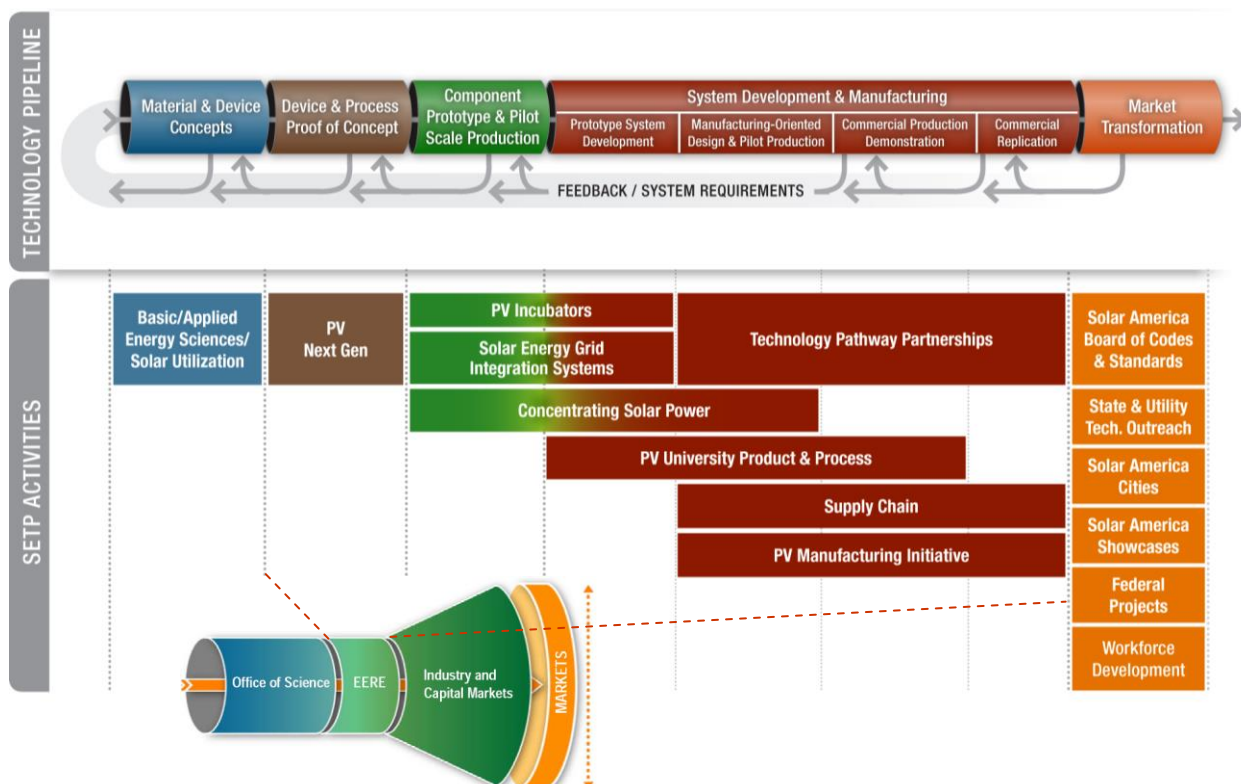 TECHNOLOGY PIPELINE
Material & Device
Concepts
Device & Process
Proof of Concept
Component
Prototype & Pilot
Scale Production
System Development & Manufacturing
Prototype System
Development
Manufacturing-Oriented
Design & Pilot Production
Commercial Production
Demonstration
Commercial
Replication
Market
Transformation
FEEDBACK / SYSTEM REQUIREMENTS
SETP ACTIVITIES
Basic/Applied
Energy Sciences/
Solar Utilization
PV
Next Gen
PV Incubators
Solar Energy Grid
Integration Systems
Technology Pathway Partnerships
Concentrating Solar Power
PV University Product & Process
Supply Chain
PV Manufacturing Initiative
Solar America
Board of Codes
& Standards
State & Utility
Tech. Outreach
Solar America
Cities
Solar America
Showcases
Federal
Projects
Workforce
Development
Office of Science
EERE
Industry and
Capital Markets
MARKETS